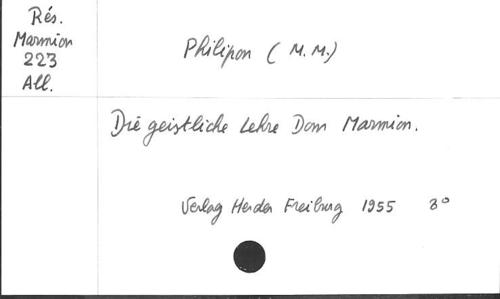 Rés.
Marmion
223
All.
Philipon (M.M.)
Die geistliche Lehre Dom Marmion.
Verlag Herder Freiburg 1955 8°